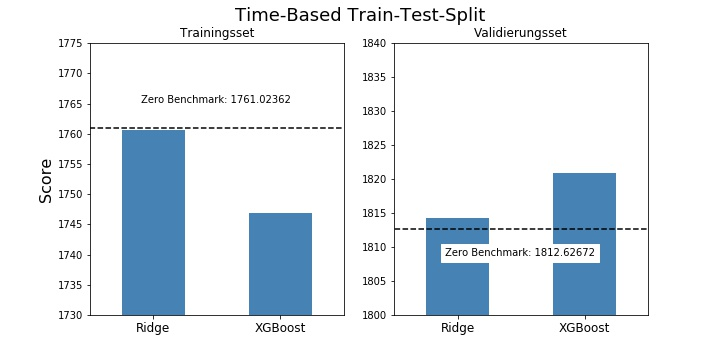 Time-Based Train-Test-Split
Trainingsset
Validierungsset
Score
1775
1770
1765
1760
1755
1750
1745
1740
1735
1730
Zero Benchmark: 1761.02362
Ridge
XGBoost
1840
1835
1830
1825
1820
1815
1810
1805
1800
Zero Benchmark: 1812.62672
Ridge
XGBoost